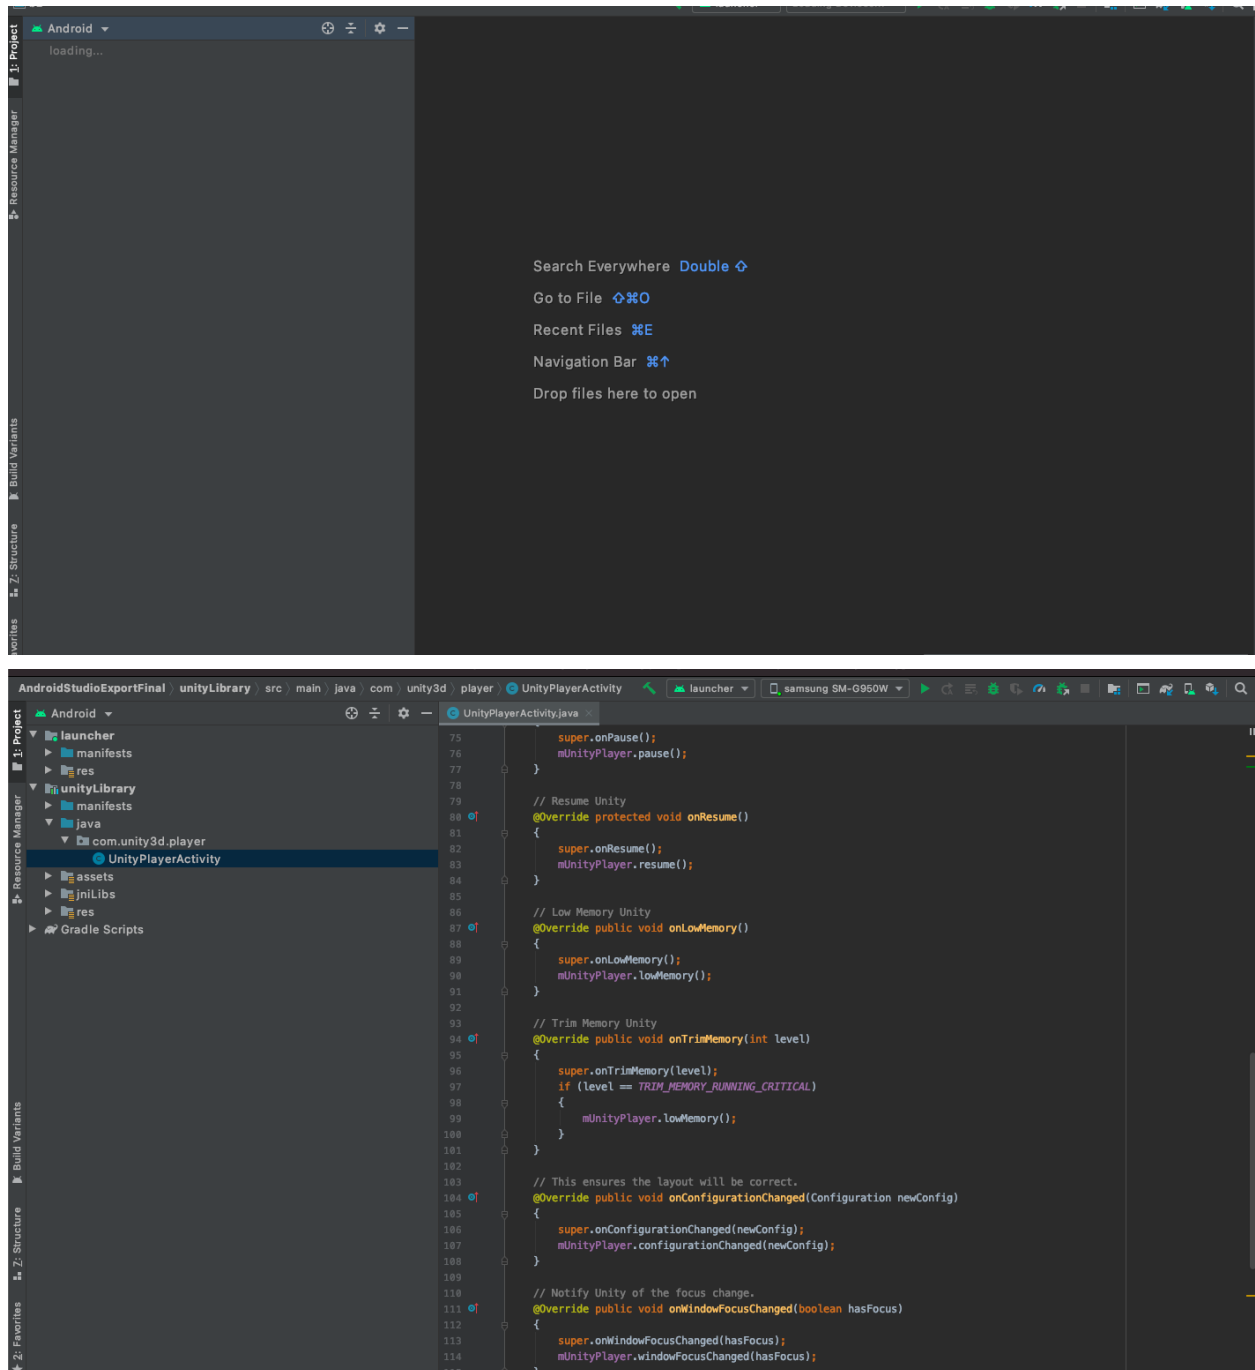 Android
loading...
1: Project
Resource Manager
Build Variants
Z: Structure
Search Everywhere Double ⇧
Go to File ⇧⌘O
Recent Files ⌘E
Navigation Bar ⌘↑
Drop files here to open
AndroidStudioExportFinal unityLibrary src main java com unity3d player UnityPlayerActivity launcher samsung SM-G950W
Android
UnityPlayerActivity.java
1: Project
Resource Manager
Build Variants
Z: Structure
2: Favorites
launcher
manifests
res
unityLibrary
manifests
java
com.unity3d.player
UnityPlayerActivity
assets
jniLibs
res
Gradle Scripts
75 super.onPause();
76 mUnityPlayer.pause();
77 }
78
79 // Resume Unity
80 @Override protected void onResume()
81 {
82 super.onResume();
83 mUnityPlayer.resume();
84 }
85
86 // Low Memory Unity
87 @Override public void onLowMemory()
88 {
89 super.onLowMemory();
90 mUnityPlayer.lowMemory();
91 }
92
93 // Trim Memory Unity
94 @Override public void onTrimMemory(int level)
95 {
96 super.onTrimMemory(level);
97 if (level == TRIM_MEMORY_RUNNING_CRITICAL)
98 {
99 mUnityPlayer.lowMemory();
100 }
101 }
102
103 // This ensures the layout will be correct.
104 @Override public void onConfigurationChanged(Configuration newConfig)
105 {
106 super.onConfigurationChanged(newConfig);
107 mUnityPlayer.configurationChanged(newConfig);
108 }
109
110 // Notify Unity of the focus change.
111 @Override public void onWindowFocusChanged(boolean hasFocus)
112 {
113 super.onWindowFocusChanged(hasFocus);
114 mUnityPlayer.windowFocusChanged(hasFocus);